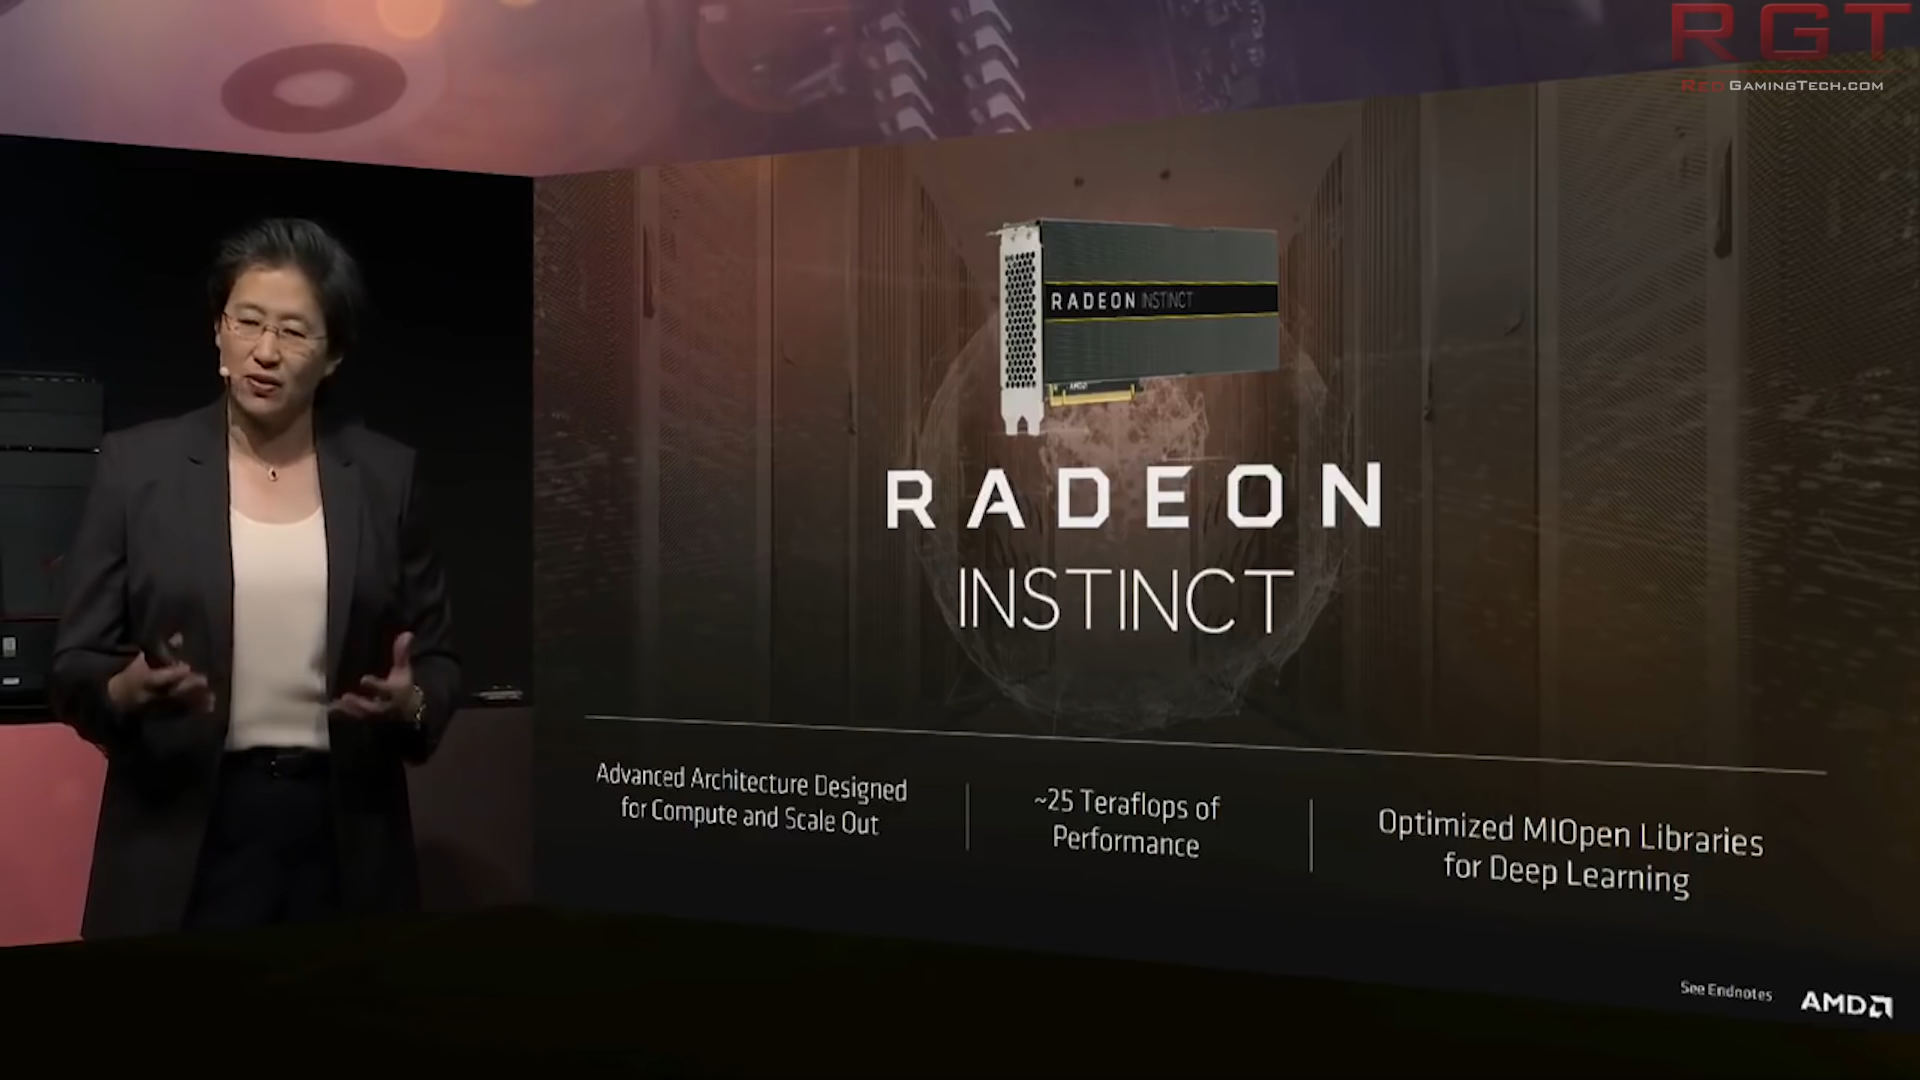 RGT
REDGAMINGTECH.COM
RADEON INSTINCT
AMD
RADEON
INSTINCT
Advanced Architecture Designed
for Compute and Scale Out
~25 Teraflops of
Performance
Optimized MIOpen Libraries
for Deep Learning
See Endnotes
AMD